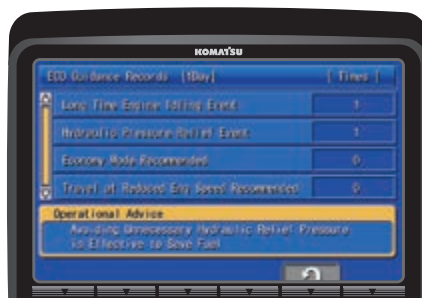 KOMATSU
ECO Guidance Records [1Day] [ Times ]
Long Time Engine Idling Event 1
Hydraulic Pressure Relief Event 1
Economy Mode Recommended 0
Travel at Reduced Eng Speed Recommended 0
Operational Advice
Avoiding Unnecessary Hydraulic Relief Pressure
is Effective to Save Fuel